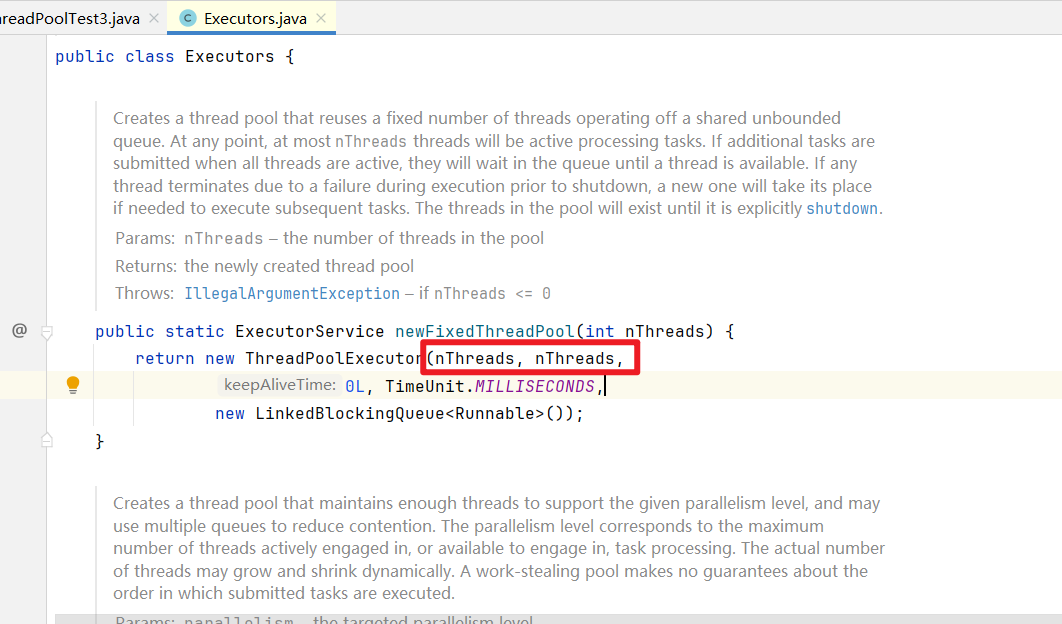 readPoolTest3.java × C Executors.java ×
public class Executors {
Creates a thread pool that reuses a fixed number of threads operating off a shared unbounded
queue. At any point, at most nThreads threads will be active processing tasks. If additional tasks are
submitted when all threads are active, they will wait in the queue until a thread is available. If any
thread terminates due to a failure during execution prior to shutdown, a new one will take its place
if needed to execute subsequent tasks. The threads in the pool will exist until it is explicitly shutdown.
Params: nThreads – the number of threads in the pool
Returns: the newly created thread pool
Throws: IllegalArgumentException – if nThreads <= 0
@ public static ExecutorService newFixedThreadPool(int nThreads) {
return new ThreadPoolExecutor(nThreads, nThreads,
keepAliveTime: 0L, TimeUnit.MILLISECONDS,
new LinkedBlockingQueue<Runnable>());
}
Creates a thread pool that maintains enough threads to support the given parallelism level, and may
use multiple queues to reduce contention. The parallelism level corresponds to the maximum
number of threads actively engaged in, or available to engage in, task processing. The actual number
of threads may grow and shrink dynamically. A work-stealing pool makes no guarantees about the
order in which submitted tasks are executed.
Params: parallelism – the targeted parallelism level